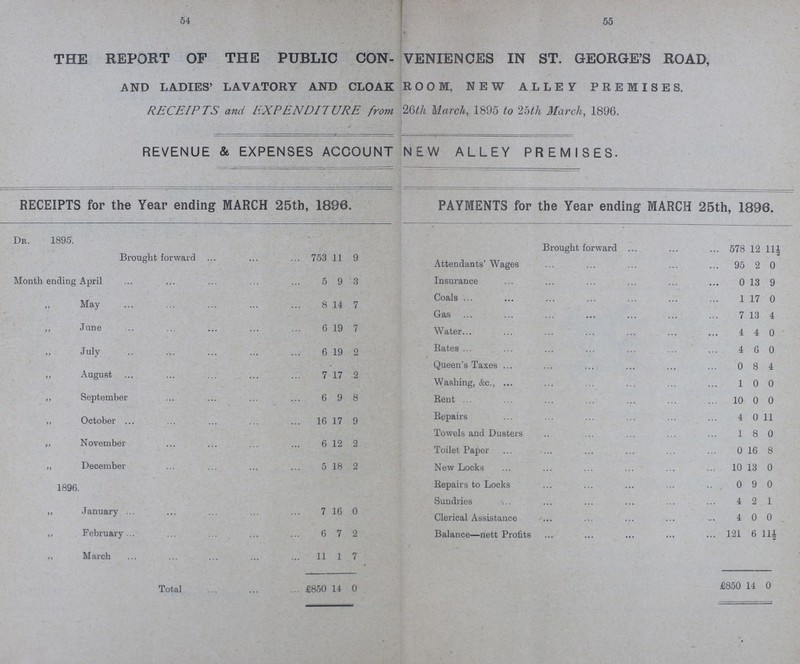 54
55
THE REPORT OF THE PUBLIC CONVENIENCES IN ST. GEORGE'S ROAD,
AND LADIES' LAVATORY AND CLOAK ROOM, NEW ALLEY PREMISES.
RECEIPTS and EXPENDITURE from 26th March, 1895 to 25th March, 1896.
REVENUE & EXPENSES ACCOUNT NEW ALLEY PREMISES.
RECEIPTS for the Year ending MARCH 25th, 1896.
DR. 1895.
Brought forward ... ... ... 753 11 9
Month ending April ... ... ... ... ... 5 9 3
,, May ... ... ... ... ... 8 14 7
,, June ... ... ... ... ... 6 19 7
,, July ... ... ... ... ... 6 19 2
,, August ... ... ... ... ... 7 17 2
,, September ... ... ... ... 6 9 8
,, October ... ... ... ... ... 16 17 9
,, November ... ... ... ... 6 12 2
,, December ... ... ... ... 5 18 2
1896.
,, January ... ... ... ... ... 7 16 0
,, February ... ... ... ... ... 6 7 2
,, March ... ... ... ... ... 11 1 7
Total ... ... ... £850 14 0
PAYMENTS for the Year ending MARCH 25th, 1896.
Brought forward ... ... ... 578 12 11½
Attendants' Wages ... ... ... ... ... 95 2 0
Insurance ... ... ... ... ... ... 0 13 9
Coals ... ... ... ... ... ... ... 1 17 0
Gas ... ... ... ... ... ... ... 7 13 4
Water... ... ... ... ... ... ... 4 4 0
Rates ... ... ... ... ... ... ... 4 6 0
Queen's Taxes ... ... ... ... ... ... 0 8 4
Washing, &c., ... ... ... ... ... ... 1 0 0
Rent ... ... ... ... ... ... ... 10 0 0
Repairs ... ... ... ... ... ... 4 0 11
Towels and Dusters ... ... ... ... ... 1 8 0
Toilet Paper ... ... ... ... ... ... 0 16 8
New Locks ... ... ... ... ... ... 10 13 0
Repairs to Locks ... ... ... ... ... 0 9 0
Sundries ... ... ... ... ... ... 4 2 1
Clerical Assistance ... ... ... ... ... 4 0 0
Balance—nett Profits ... ... ... ... ... 121 6 11½
£850 14 0